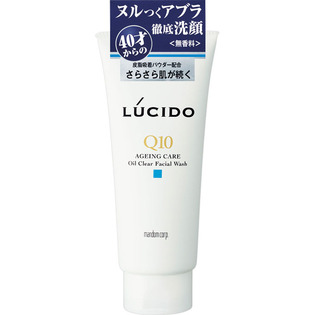 ヌルつくアブラ
40才からの
徹底洗顔
<無香料>
皮脂吸着パウダー配合
さらさら肌が続く
LÚCIDO
Q10
AGEING CARE
Oil Clear Facial Wash
mandom corp.